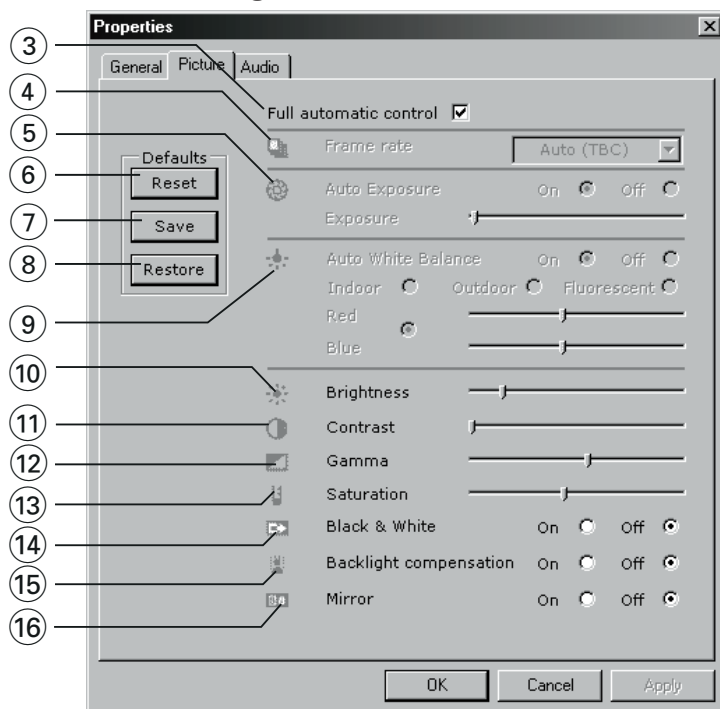 Properties
General Picture Audio
③ Full automatic control
④ Frame rate Auto (TBC)
Defaults
⑤ Auto Exposure On Off
⑥ Reset
Exposure
⑦ Save
⑧ Restore
⑨ Auto White Balance On Off
Indoor Outdoor Fluorescent
Red
Blue
⑩ Brightness
⑪ Contrast
⑫ Gamma
⑬ Saturation
⑭ Black & White On Off
⑮ Backlight compensation On Off
⑯ Mirror On Off
OK Cancel Apply